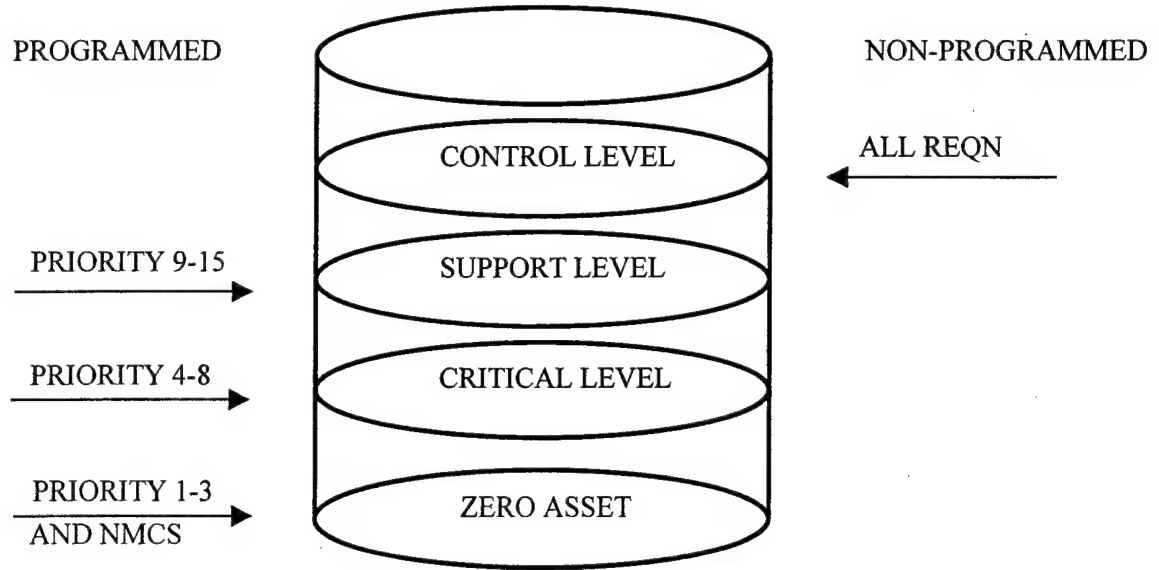 PROGRAMMED
NON-PROGRAMMED
CONTROL LEVEL
ALL REQN
PRIORITY 9-15
SUPPORT LEVEL
PRIORITY 4-8
CRITICAL LEVEL
PRIORITY 1-3
AND NMCS
ZERO ASSET